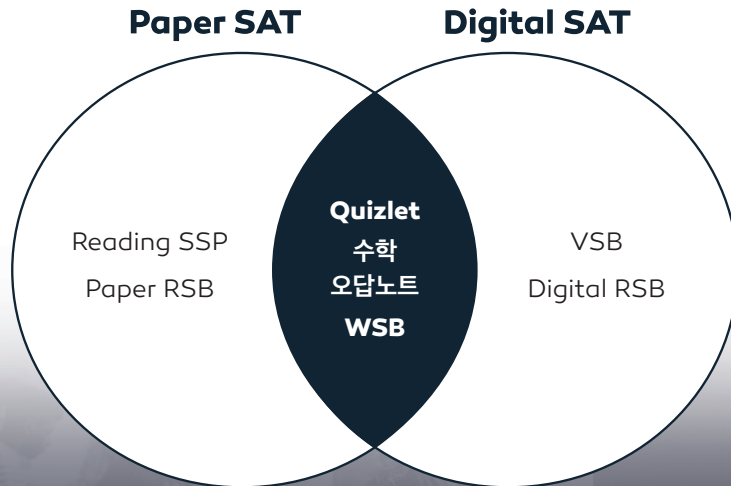 Paper SAT
Digital SAT
Reading SSP
Paper RSB
Quizlet
수학
오답노트
WSB
VSB
Digital RSB